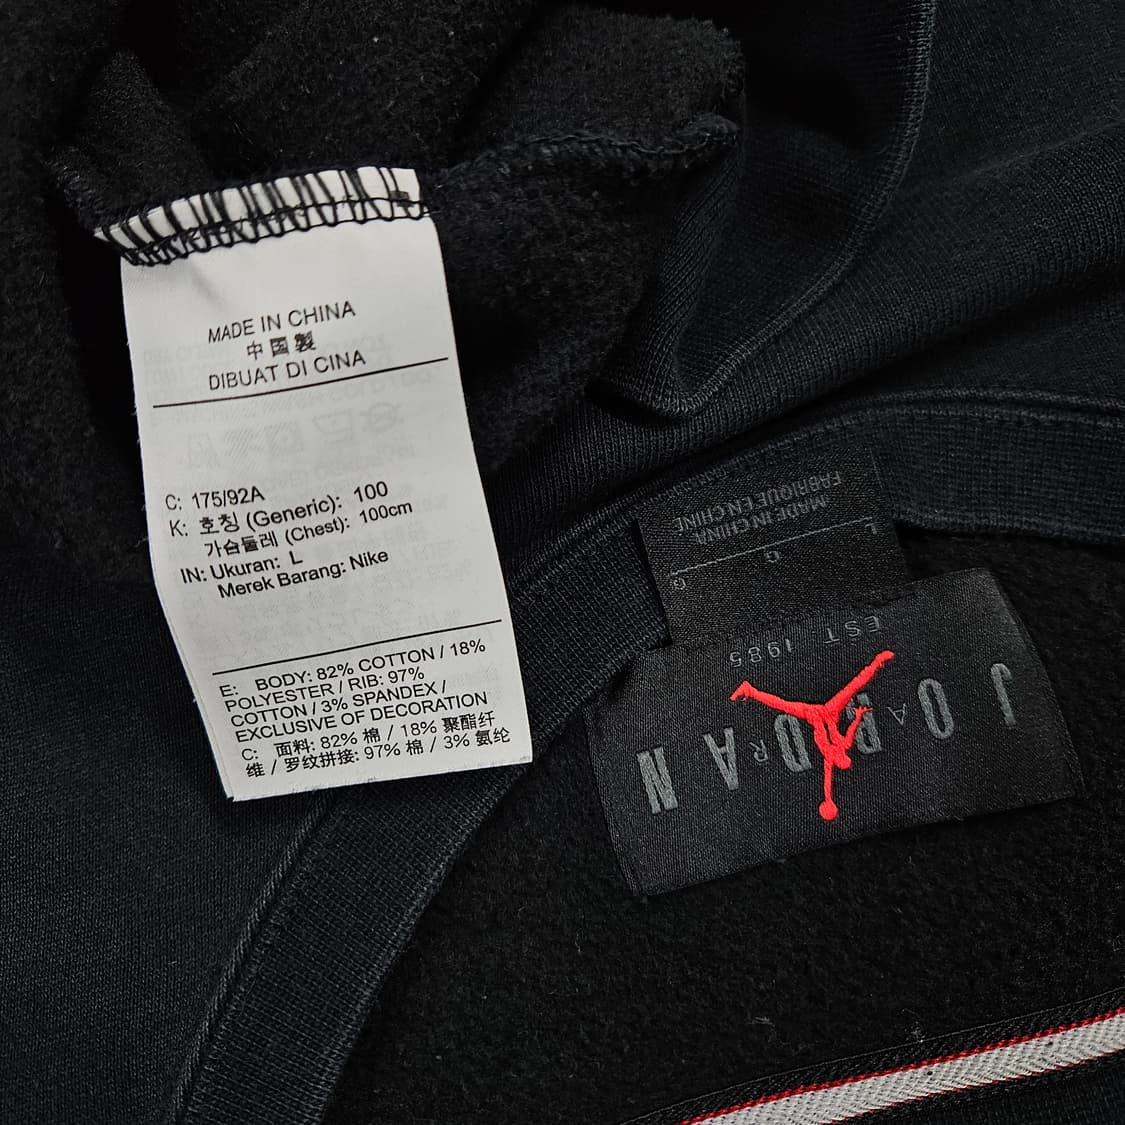 MADE IN CHINA
中国製
DIBUAT DI CINA
C: 175/92A
K: 호칭 (Generic): 100
가슴둘레 (Chest): 100cm
IN: Ukuran: L
Merek Barang: Nike
E: BODY: 82% COTTON / 18%
POLYESTER / RIB: 97%
COTTON / 3% SPANDEX /
EXCLUSIVE OF DECORATION
C: 面料: 82% 棉 / 18% 聚酯纤
维 / 罗纹拼接: 97% 棉 / 3% 氨纶
JORDAN
AIR
EST 1985
L G G
MADE IN CHINA
FABRIQUE EN CHINE